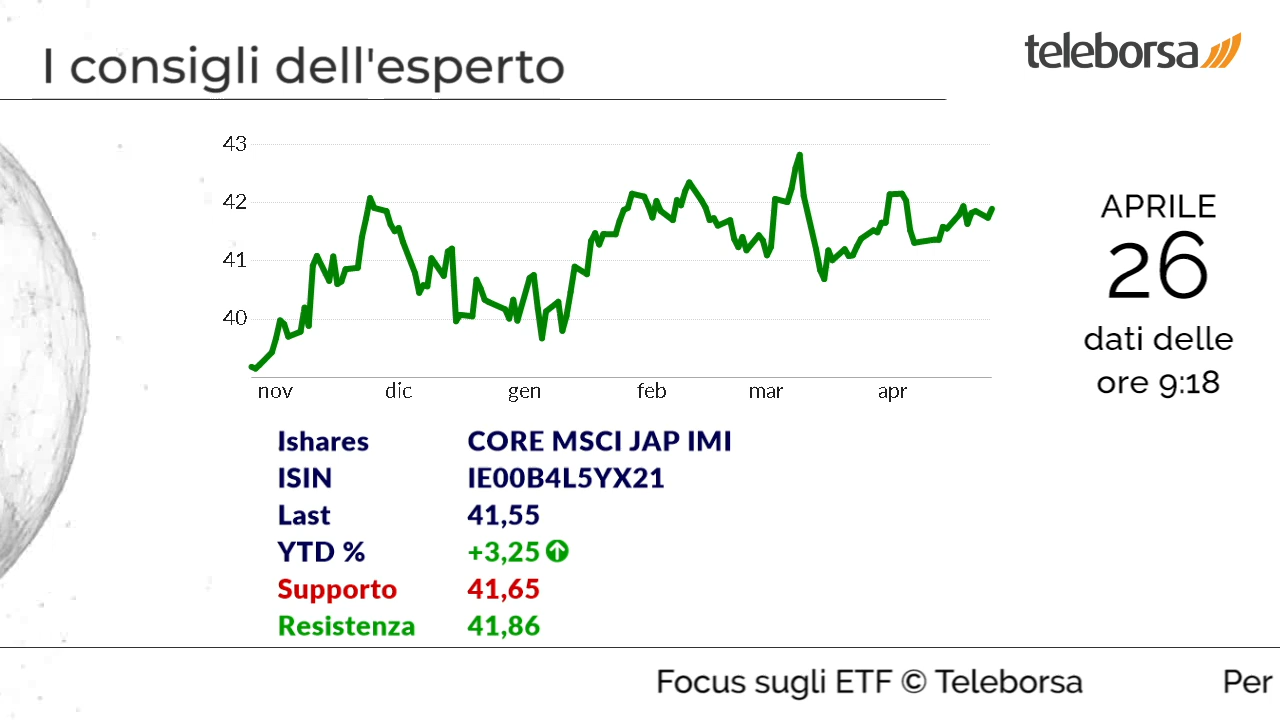 I consigli dell'esperto
teleborsa
43
42
41
40
nov dic gen feb mar apr
APRILE
26
dati delle
ore 9:18
Ishares CORE MSCI JAP IMI
ISIN IE00B4L5YX21
Last 41,55
YTD % +3,25
Supporto 41,65
Resistenza 41,86
Focus sugli ETF © Teleborsa Per